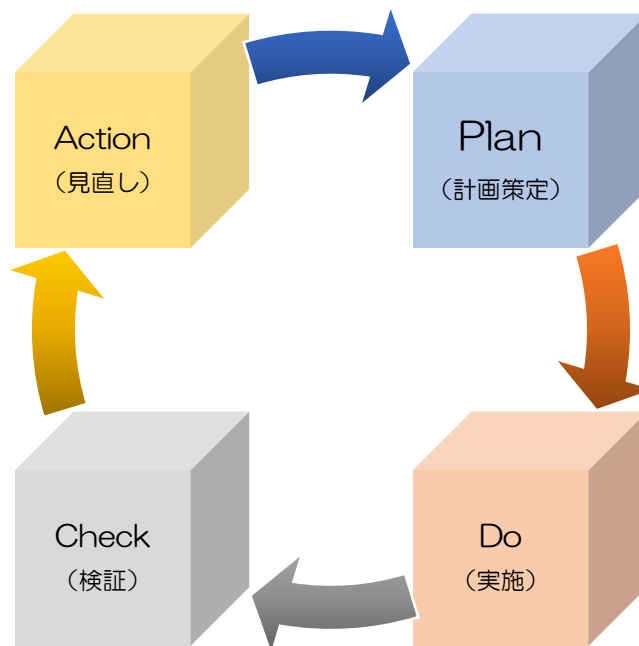 Action
（見直し）
Plan
（計画策定）
Check
（検証）
Do
（実施）